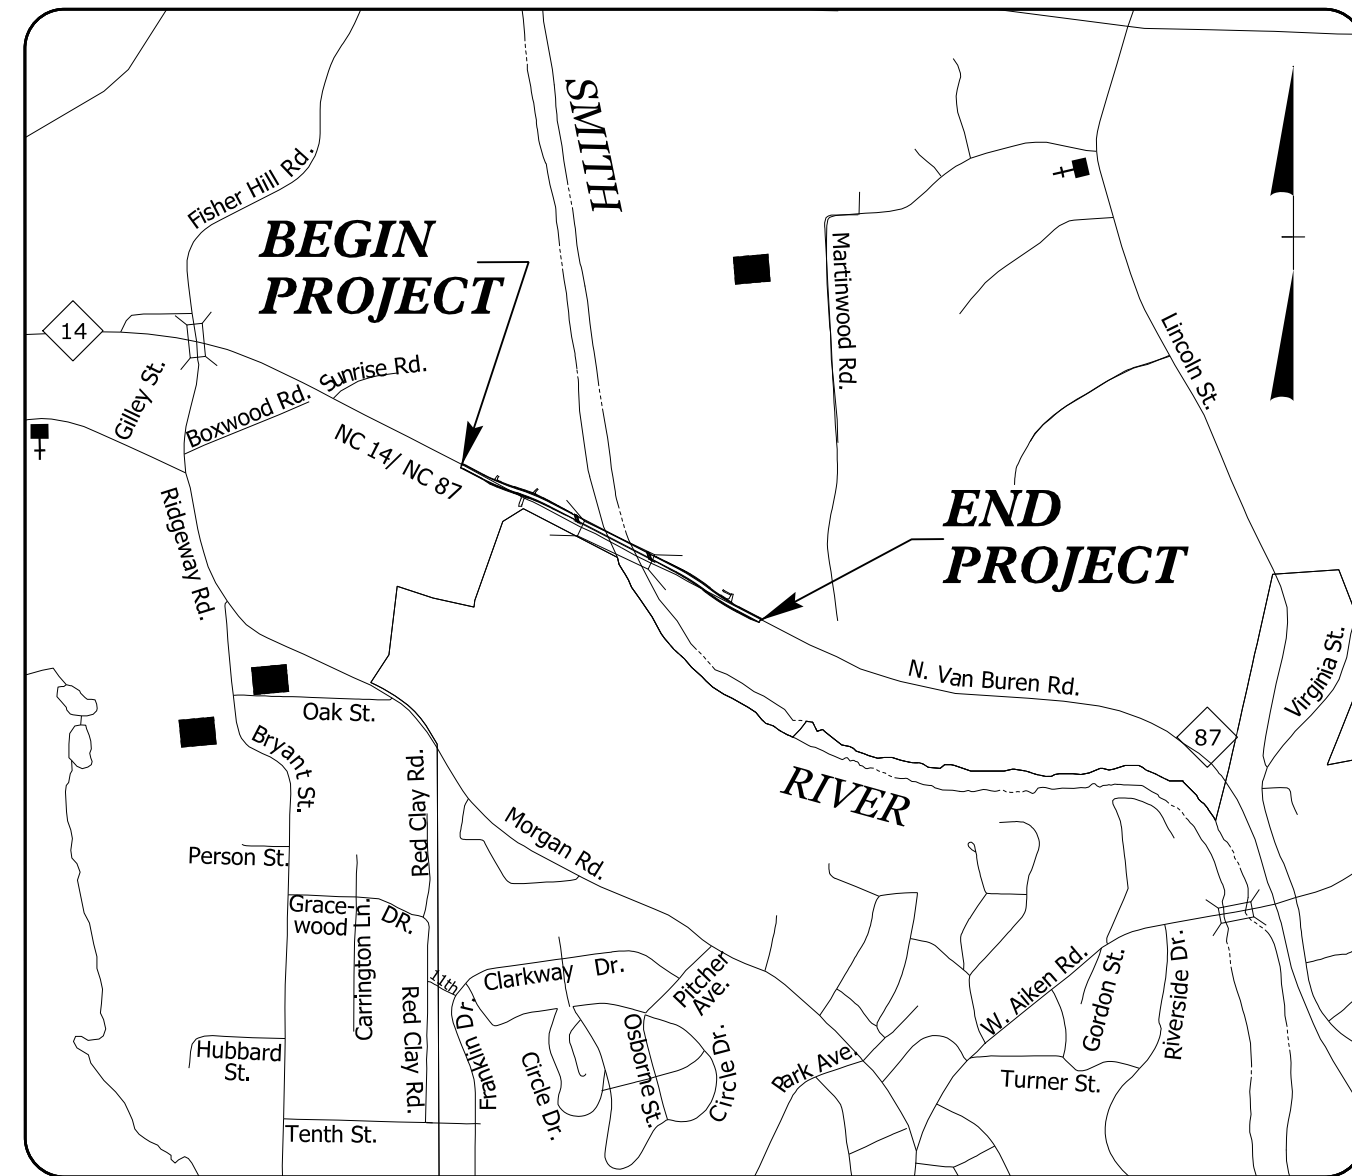 SMITH
Fisher Hill Rd.
BEGIN
PROJECT
Martinwood Rd.
14
Lincoln St.
Gilley St.
Sunrise Rd.
Boxwood Rd.
NC 14/ NC 87
Ridgeway Rd.
END
PROJECT
Virginia St.
N. Van Buren Rd.
Oak St.
87
Bryant St.
Red Clay Rd.
RIVER
Morgan Rd.
Person St.
Grace-
wood
DR.
Carrington Ln.
11th
Clarkway Dr.
Pitcher
Ave.
W. Aiken Rd.
Gordon St.
Riverside Dr.
Red Clay Rd.
Franklin Dr.
Hubbard
St.
Circle Dr.
Osborne St.
Circle Dr.
Park Ave.
Turner St.
Tenth St.